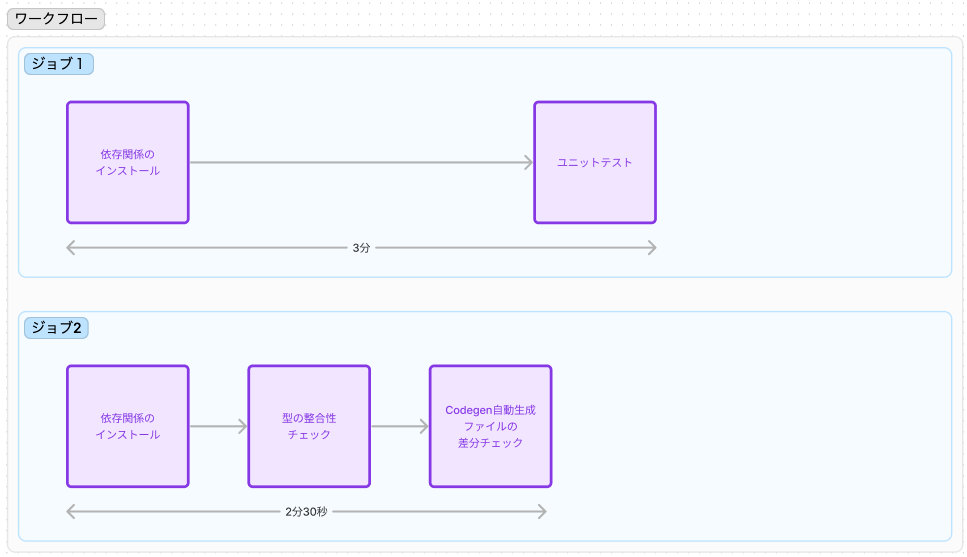 ワークフロー
ジョブ1
依存関係の
インストール
ユニットテスト
3分
ジョブ2
依存関係の
インストール
型の整合性
チェック
Codegen自動生成
ファイルの
差分チェック
2分30秒